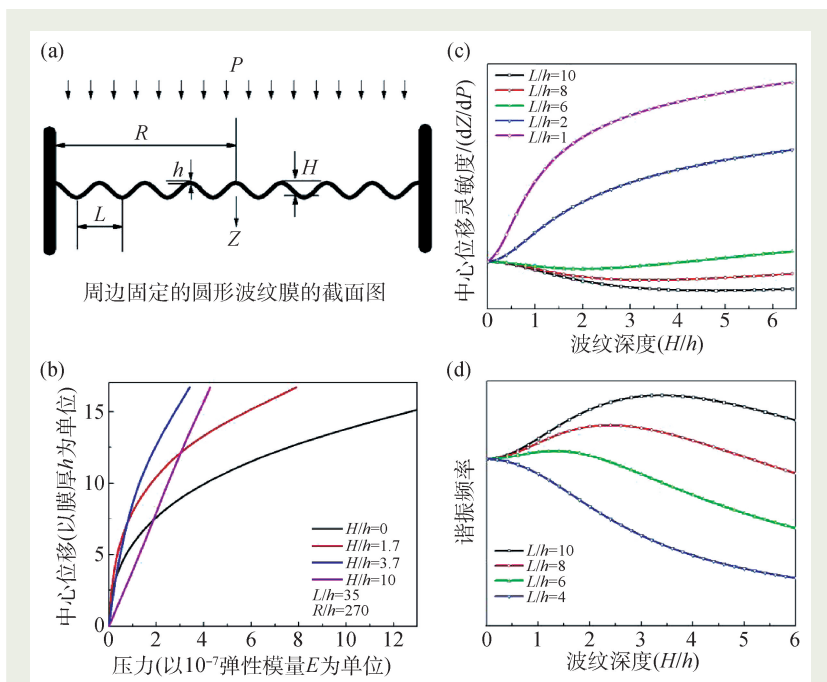 (a)
P
R
h
H
L
Z
周边固定的圆形波纹膜的截面图
(b)
中心位移(以膜厚h为单位)
15
10
5
0
H/h=0
H/h=1.7
H/h=3.7
H/h=10
L/h=35
R/h=270
0 2 4 6 8 10 12
压力(以10⁻⁷弹性模量E为单位)
(c)
中心位移灵敏度/(dZ/dP)
L/h=10
L/h=8
L/h=6
L/h=2
L/h=1
0 1 2 3 4 5 6
波纹深度(H/h)
(d)
谐振频率
L/h=10
L/h=8
L/h=6
L/h=4
0 1 2 3 4 5 6
波纹深度(H/h)